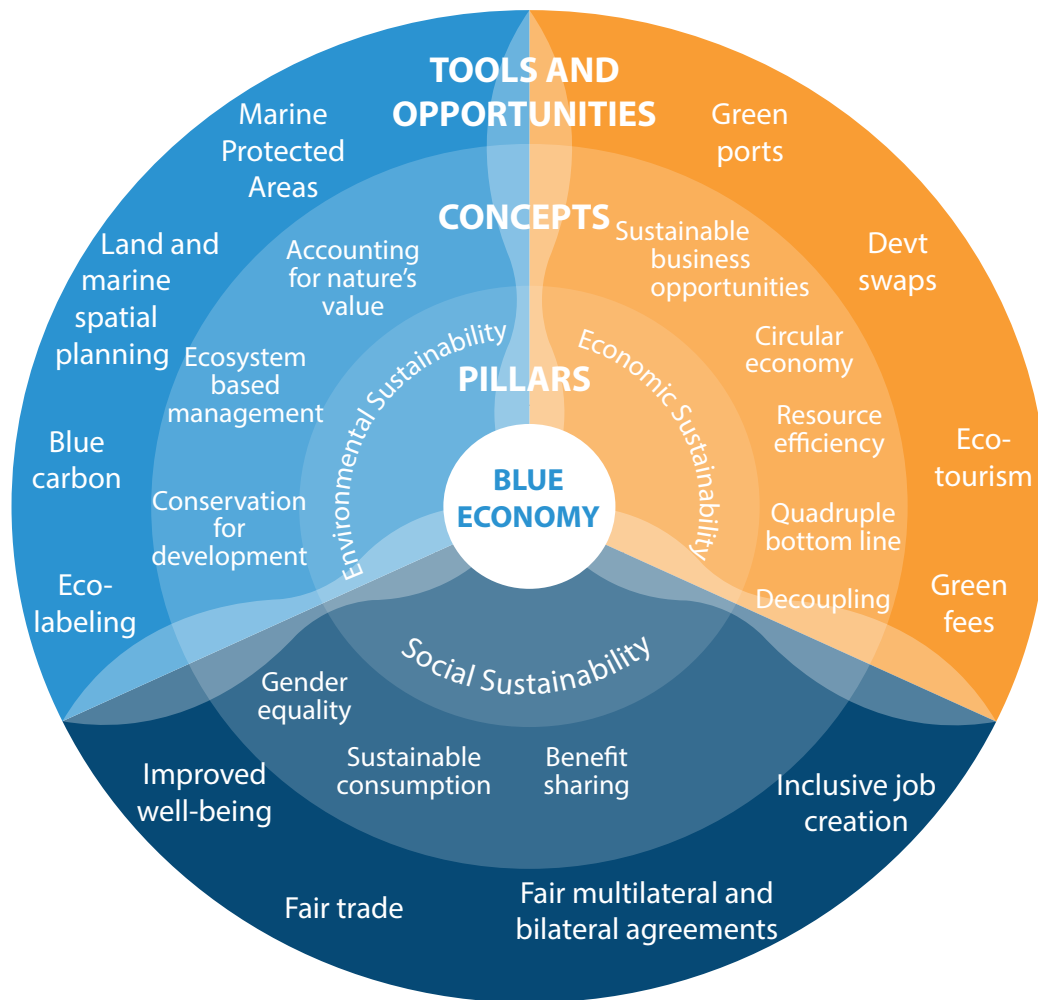 TOOLS AND
OPPORTUNITIES
Marine
Protected
Areas
Land and
marine
spatial
planning
Blue
carbon
Eco-
labeling
Green
ports
Devt
swaps
Eco-
tourism
Green
fees
Improved
well-being
Fair trade
Fair multilateral and
bilateral agreements
Inclusive job
creation
CONCEPTS
Accounting
for nature’s
value
Ecosystem
based
management
Conservation
for
development
Sustainable
business
opportunities
Circular
economy
Resource
efficiency
Quadruple
bottom line
Decoupling
Gender
equality
Sustainable
consumption
Benefit
sharing
PILLARS
Environmental Sustainability
Economic Sustainability
Social Sustainability
BLUE
ECONOMY